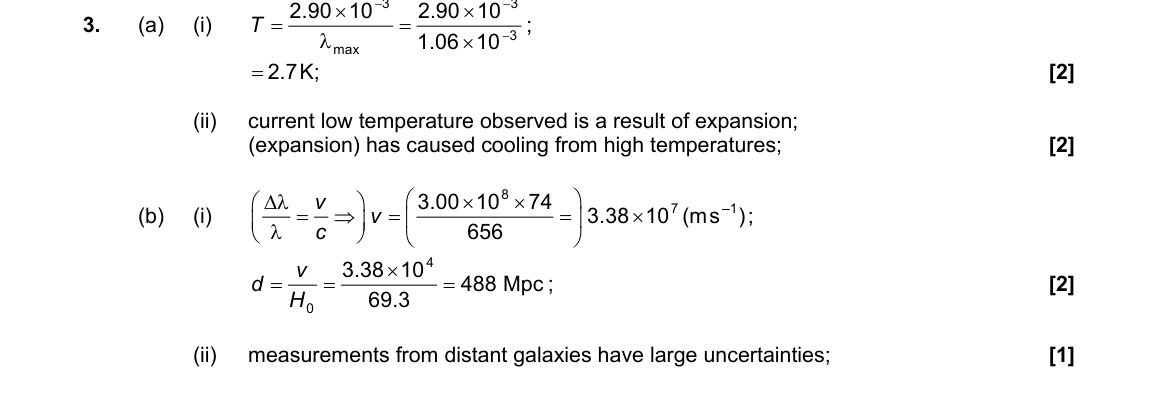 3. (a) (i) T = 2.90×10⁻³ / λmax = 2.90×10⁻³ / 1.06×10⁻³ ;
= 2.7K; [2]
(ii) current low temperature observed is a result of expansion;
(expansion) has caused cooling from high temperatures; [2]
(b) (i) (Δλ/λ = v/c ⇒) v = (3.00×10⁸×74 / 656 =) 3.38×10⁷ (ms⁻¹);
d = v/H₀ = 3.38×10⁴ / 69.3 = 488 Mpc; [2]
(ii) measurements from distant galaxies have large uncertainties; [1]